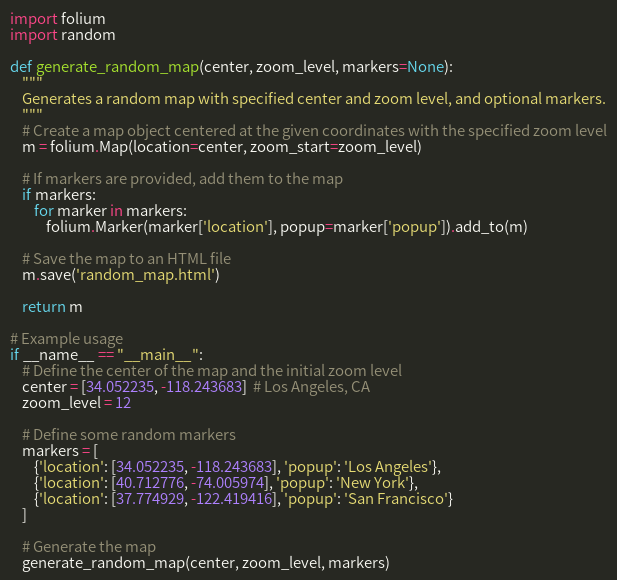 import folium
import random

def generate_random_map(center, zoom_level, markers=None):
    """
    Generates a random map with specified center and zoom level, and optional markers.
    """
    # Create a map object centered at the given coordinates with the specified zoom level
    m = folium.Map(location=center, zoom_start=zoom_level)

    # If markers are provided, add them to the map
    if markers:
        for marker in markers:
            folium.Marker(marker['location'], popup=marker['popup']).add_to(m)

    # Save the map to an HTML file
    m.save('random_map.html')

    return m

# Example usage
if __name__ == "__main__":
    # Define the center of the map and the initial zoom level
    center = [34.052235, -118.243683]  # Los Angeles, CA
    zoom_level = 12

    # Define some random markers
    markers = [
        {'location': [34.052235, -118.243683], 'popup': 'Los Angeles'},
        {'location': [40.712776, -74.005974], 'popup': 'New York'},
        {'location': [37.774929, -122.419416], 'popup': 'San Francisco'}
    ]

    # Generate the map
    generate_random_map(center, zoom_level, markers)